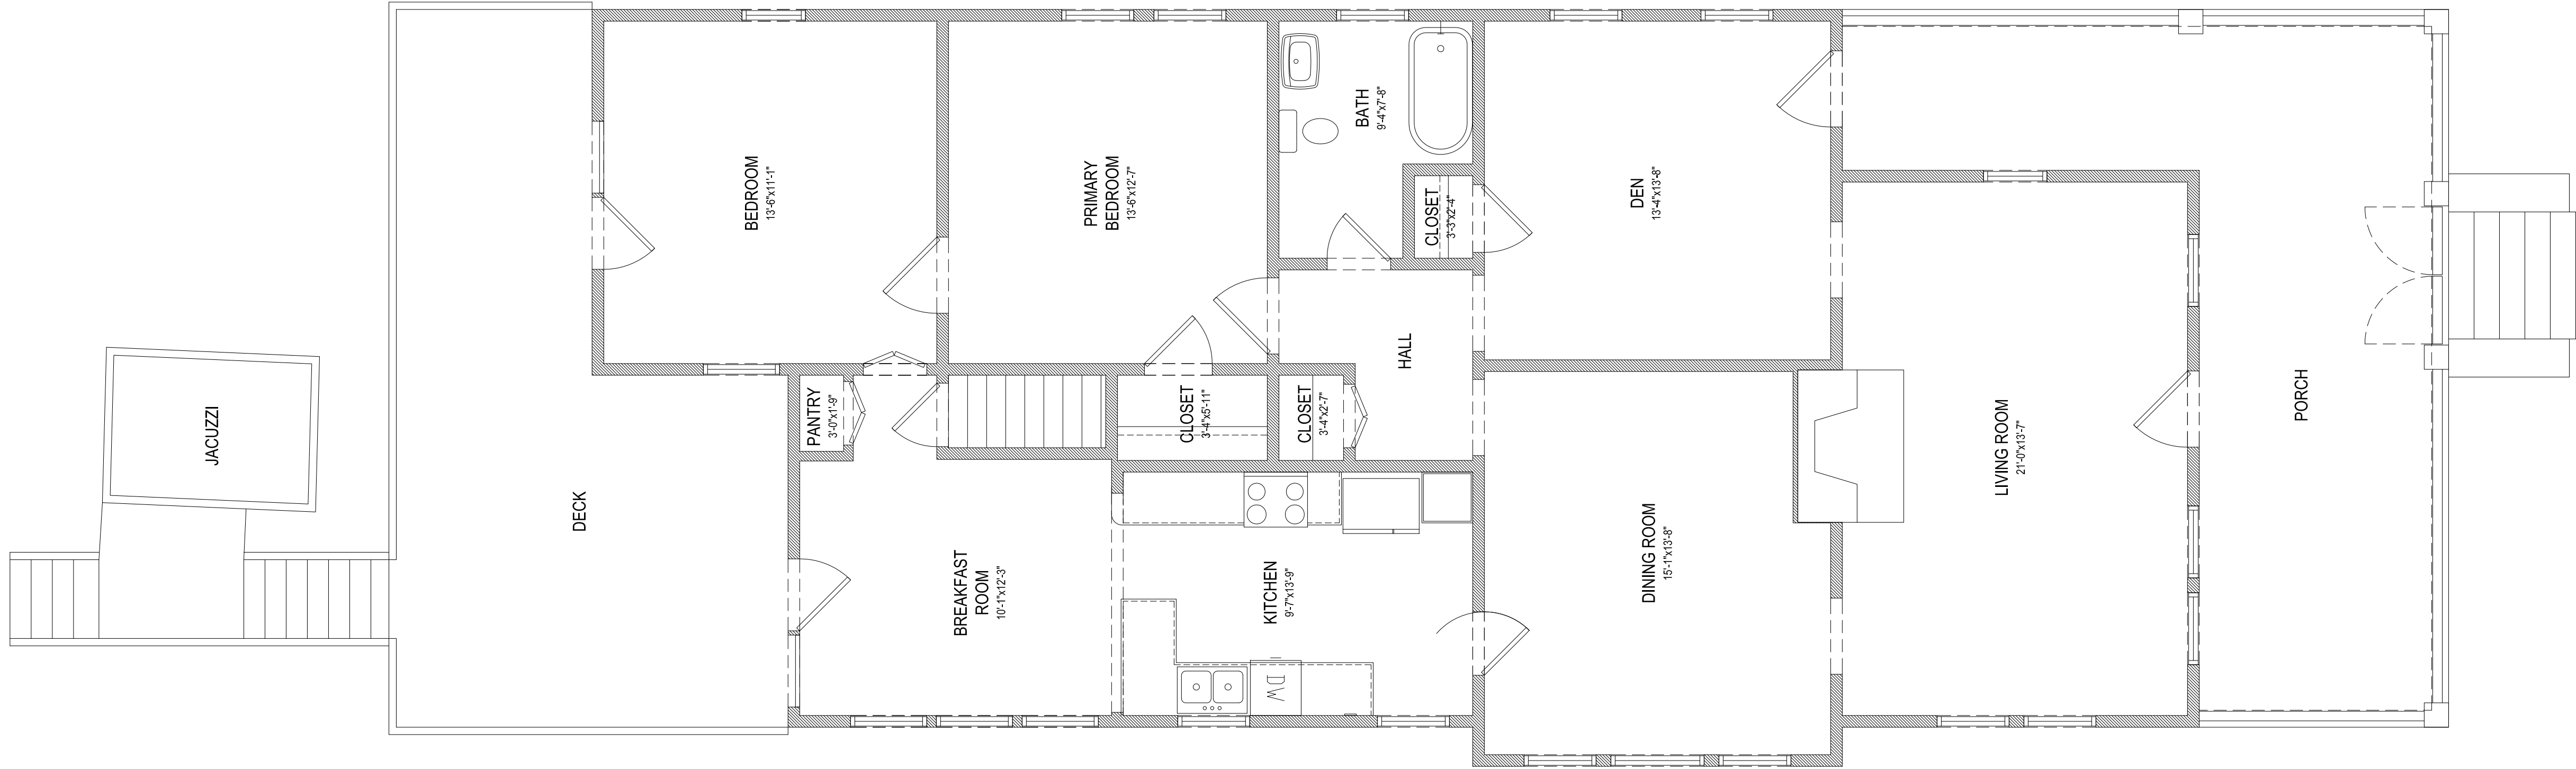 JACUZZI
DECK
BEDROOM
13'-6"x11'-1"
PANTRY
3'-0"x1'-9"
BREAKFAST
ROOM
10'-1"x12'-3"
PRIMARY
BEDROOM
13'-6"x12'-7"
CLOSET
3'-4"x5'-11"
CLOSET
3'-4"x2'-7"
KITCHEN
9'-7"x13'-9"
DW
BATH
9'-4"x7'-8"
CLOSET
3'-3"x2'-4"
HALL
DEN
13'-4"x13'-8"
DINING ROOM
15'-1"x13'-8"
LIVING ROOM
21'-0"x13'-7"
PORCH